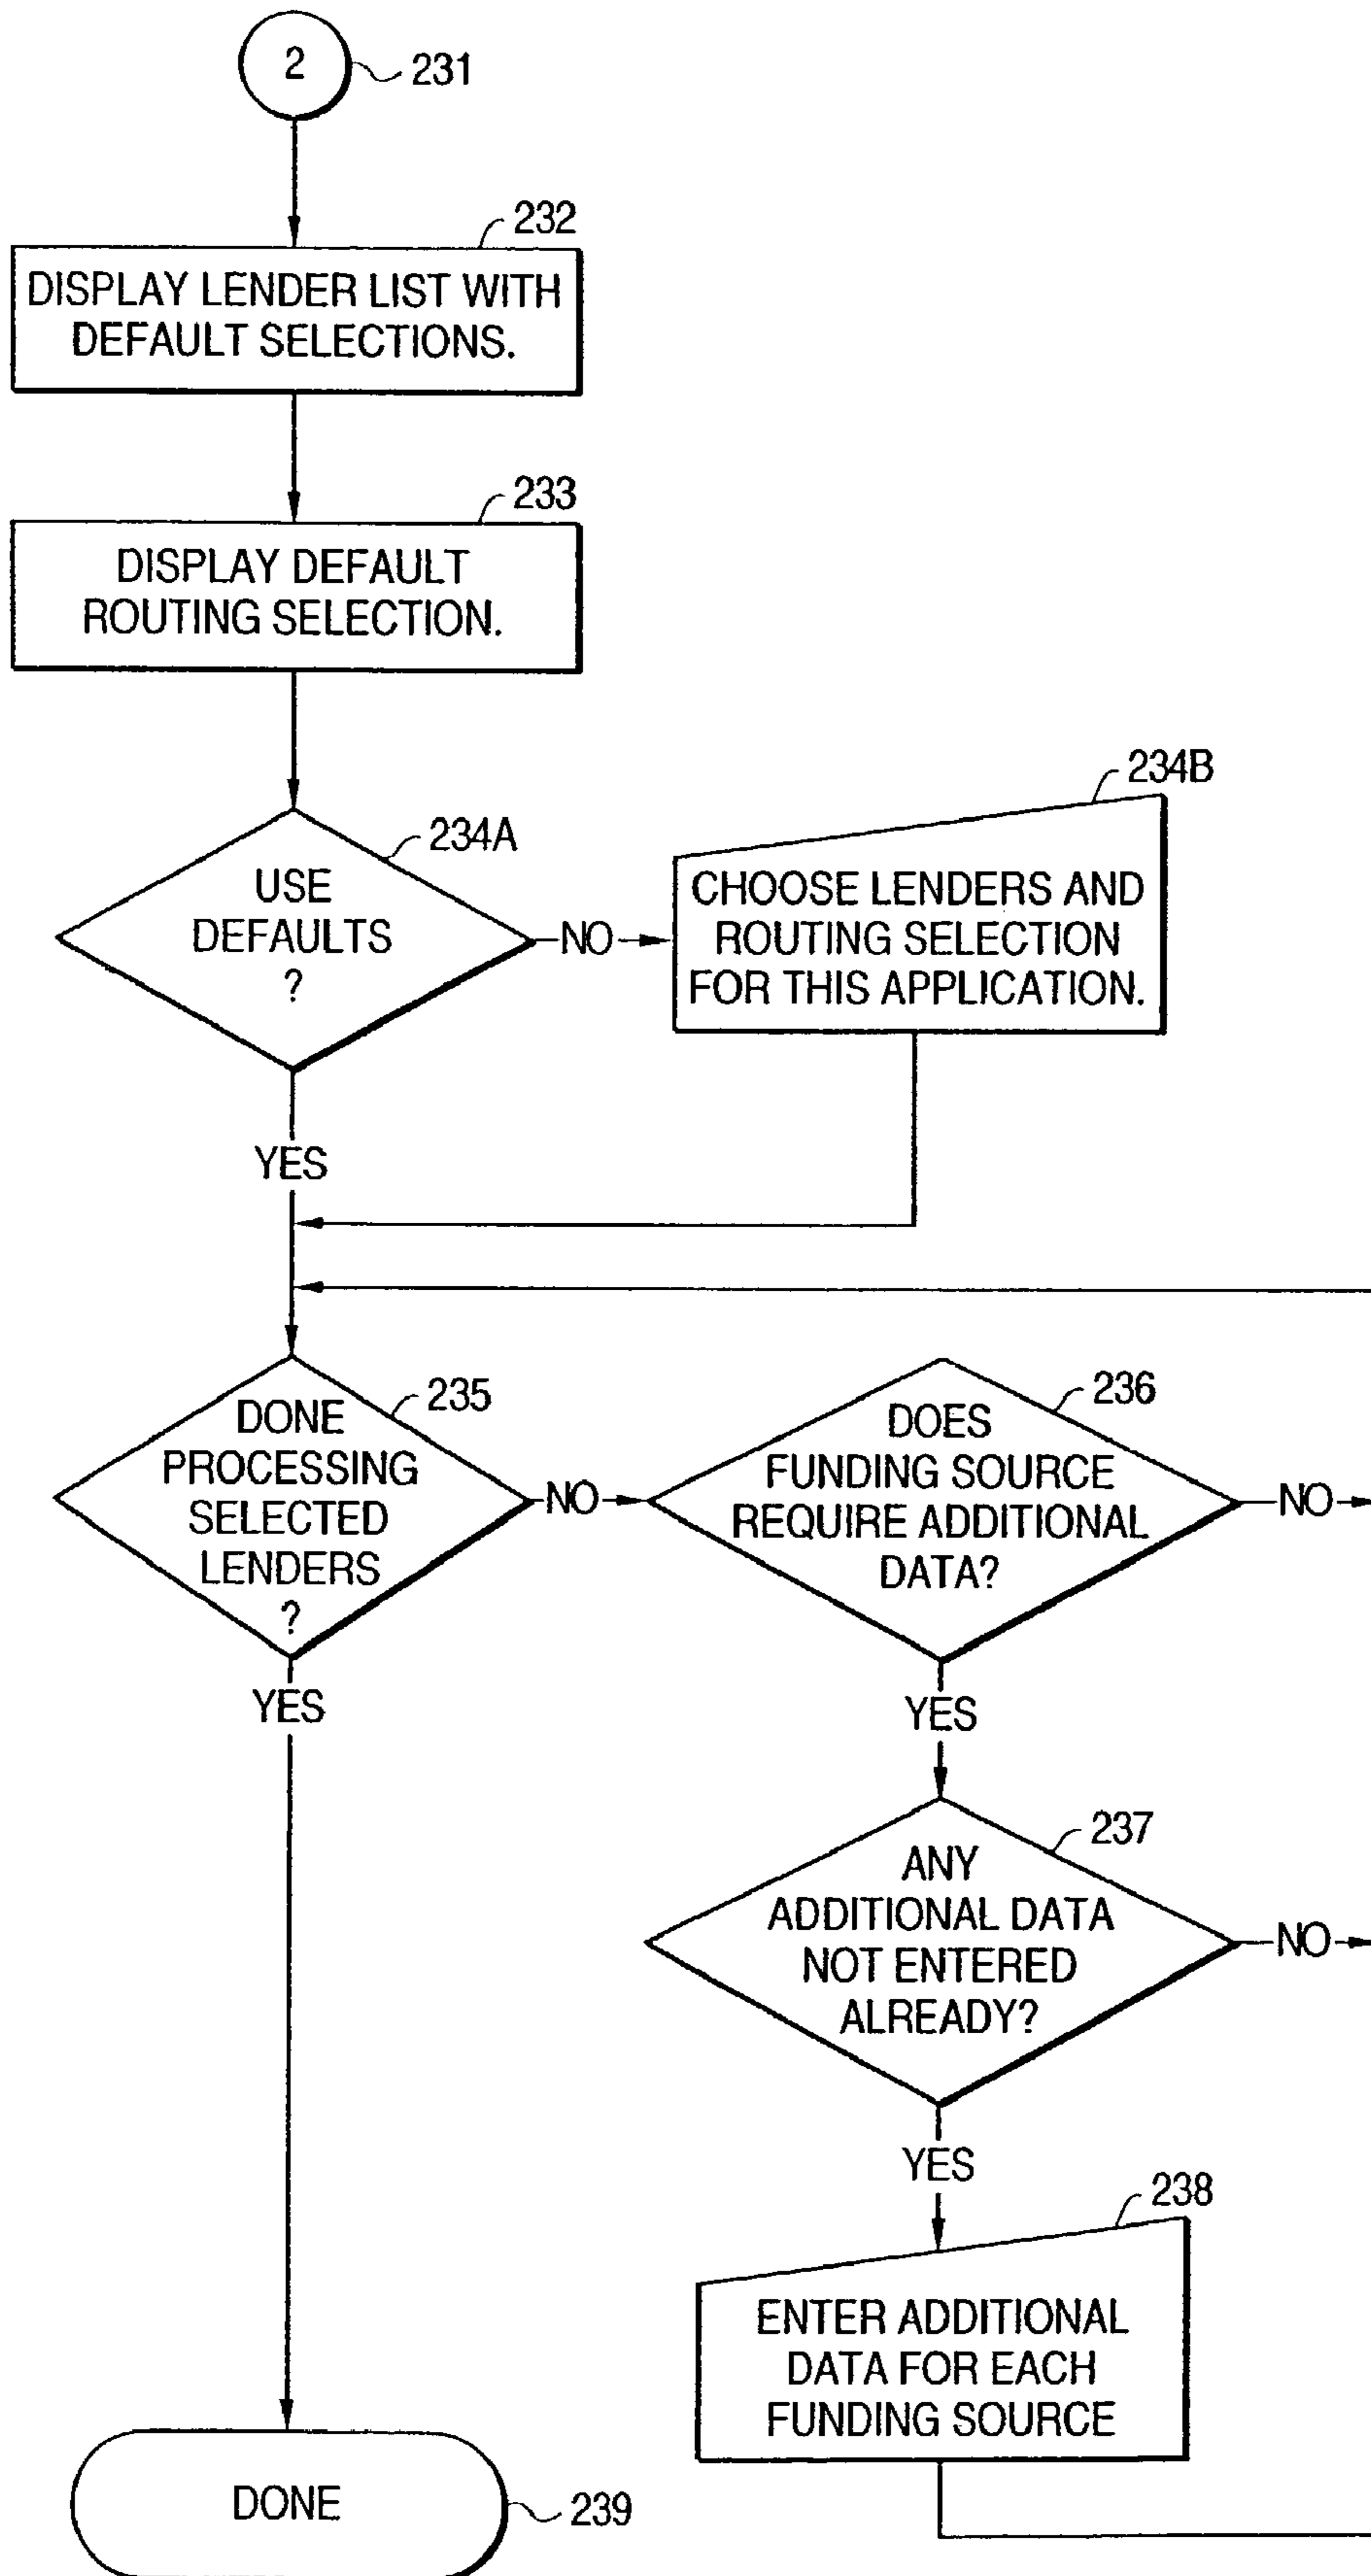 2
231
232
DISPLAY LENDER LIST WITH
DEFAULT SELECTIONS.
233
DISPLAY DEFAULT
ROUTING SELECTION.
234A
USE
DEFAULTS
?
NO
234B
CHOOSE LENDERS AND
ROUTING SELECTION
FOR THIS APPLICATION.
YES
235
DONE
PROCESSING
SELECTED
LENDERS
?
NO
236
DOES
FUNDING SOURCE
REQUIRE ADDITIONAL
DATA?
NO
YES
YES
237
ANY
ADDITIONAL DATA
NOT ENTERED
ALREADY?
NO
YES
238
ENTER ADDITIONAL
DATA FOR EACH
FUNDING SOURCE
DONE
239